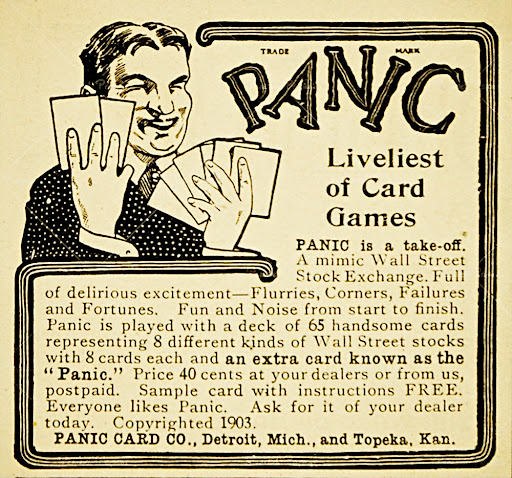 TRADE MARK
PANIC
Liveliest
of Card
Games
PANIC is a take-off.
A mimic Wall Street
Stock Exchange. Full
of delirious excitement—Flurries, Corners, Failures
and Fortunes. Fun and Noise from start to finish.
Panic is played with a deck of 65 handsome cards
representing 8 different kinds of Wall Street stocks
with 8 cards each and an extra card known as the
"Panic." Price 40 cents at your dealers or from us,
postpaid. Sample card with instructions FREE.
Everyone likes Panic. Ask for it of your dealer
today. Copyrighted 1903.
PANIC CARD CO., Detroit, Mich., and Topeka, Kan.